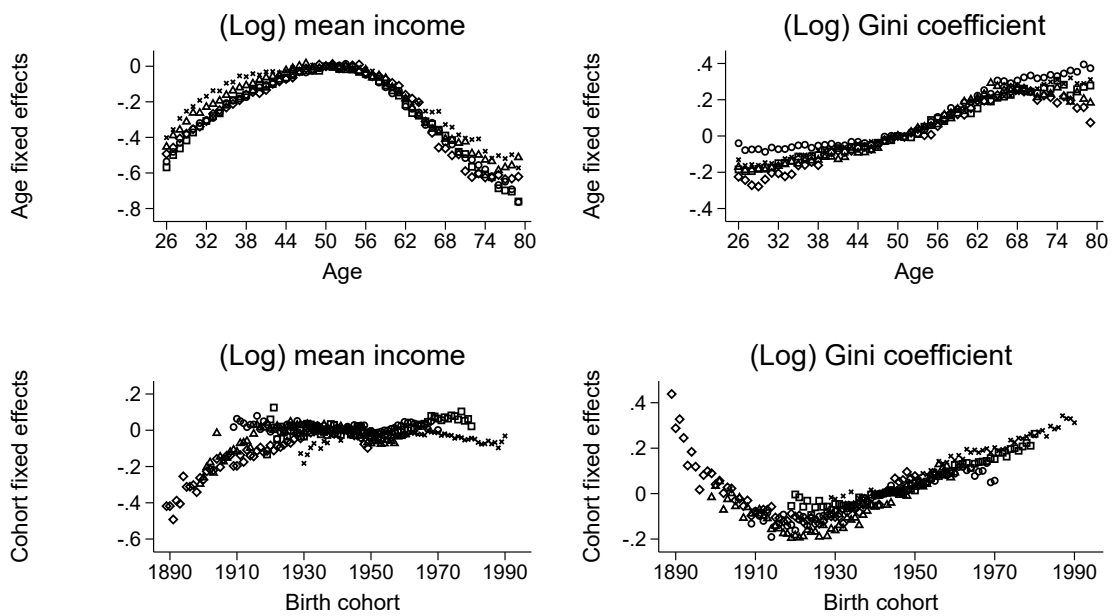 (Log) mean income
Age fixed effects
0
-.2
-.4
-.6
-.8
26 32 38 44 50 56 62 68 74 80
Age
(Log) Gini coefficient
Age fixed effects
.4
.2
0
-.2
-.4
26 32 38 44 50 56 62 68 74 80
Age
(Log) mean income
Cohort fixed effects
.2
0
-.2
-.4
-.6
1890 1910 1930 1950 1970 1990
Birth cohort
(Log) Gini coefficient
Cohort fixed effects
.4
.2
0
-.2
1890 1910 1930 1950 1970 1990
Birth cohort